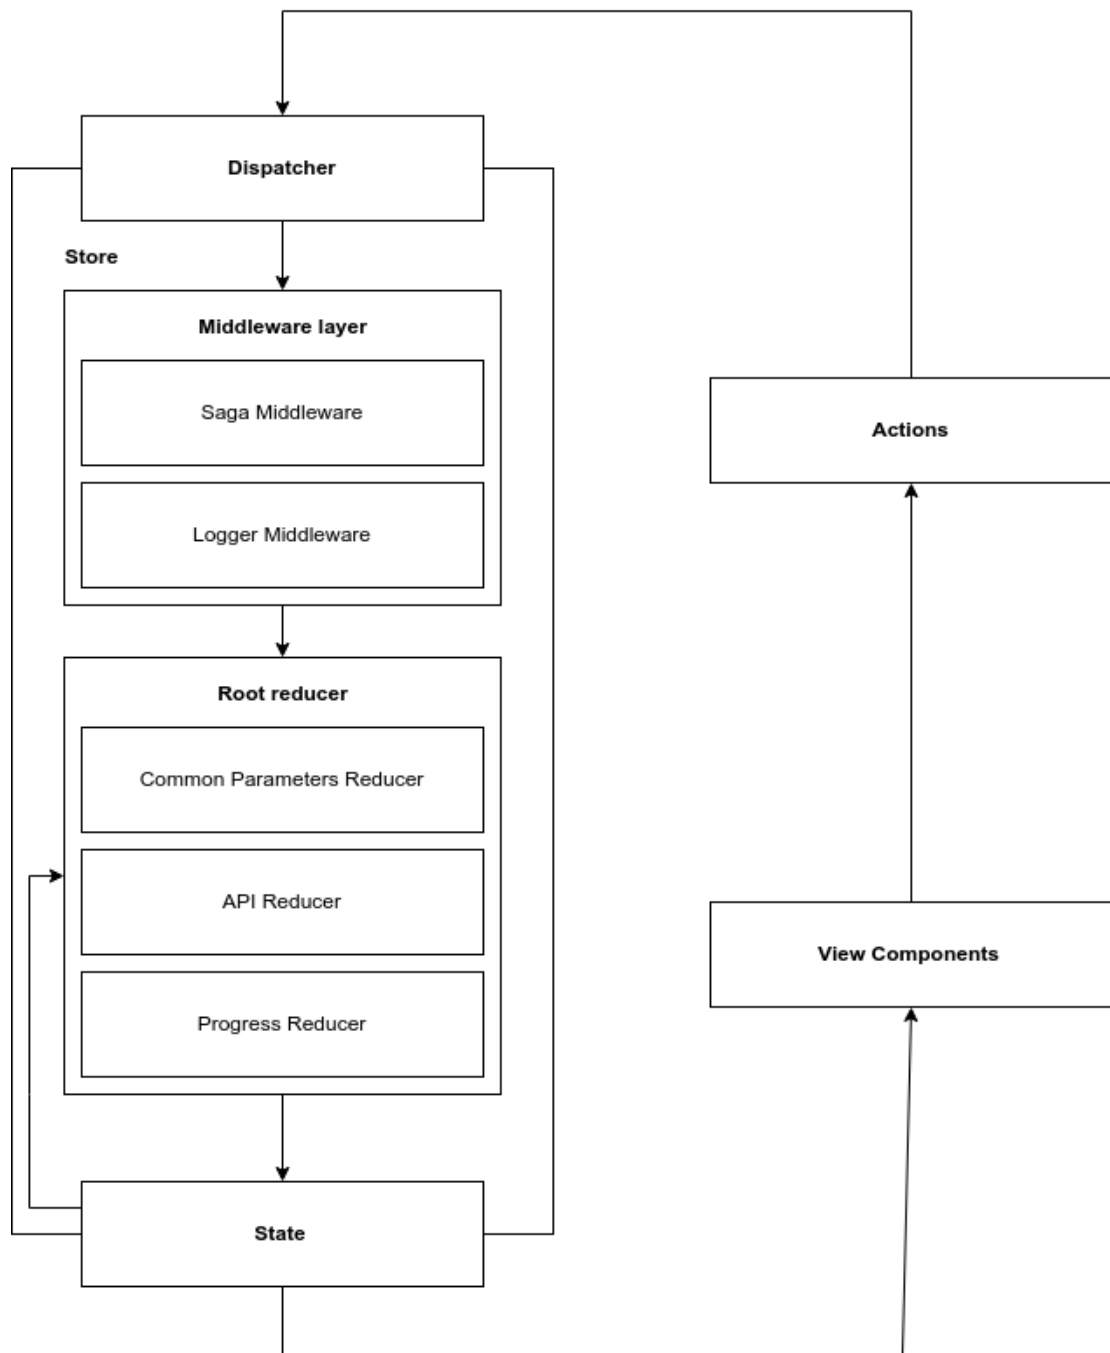 Dispatcher
Store
Middleware layer
Saga Middleware
Logger Middleware
Root reducer
Common Parameters Reducer
API Reducer
Progress Reducer
State
Actions
View Components